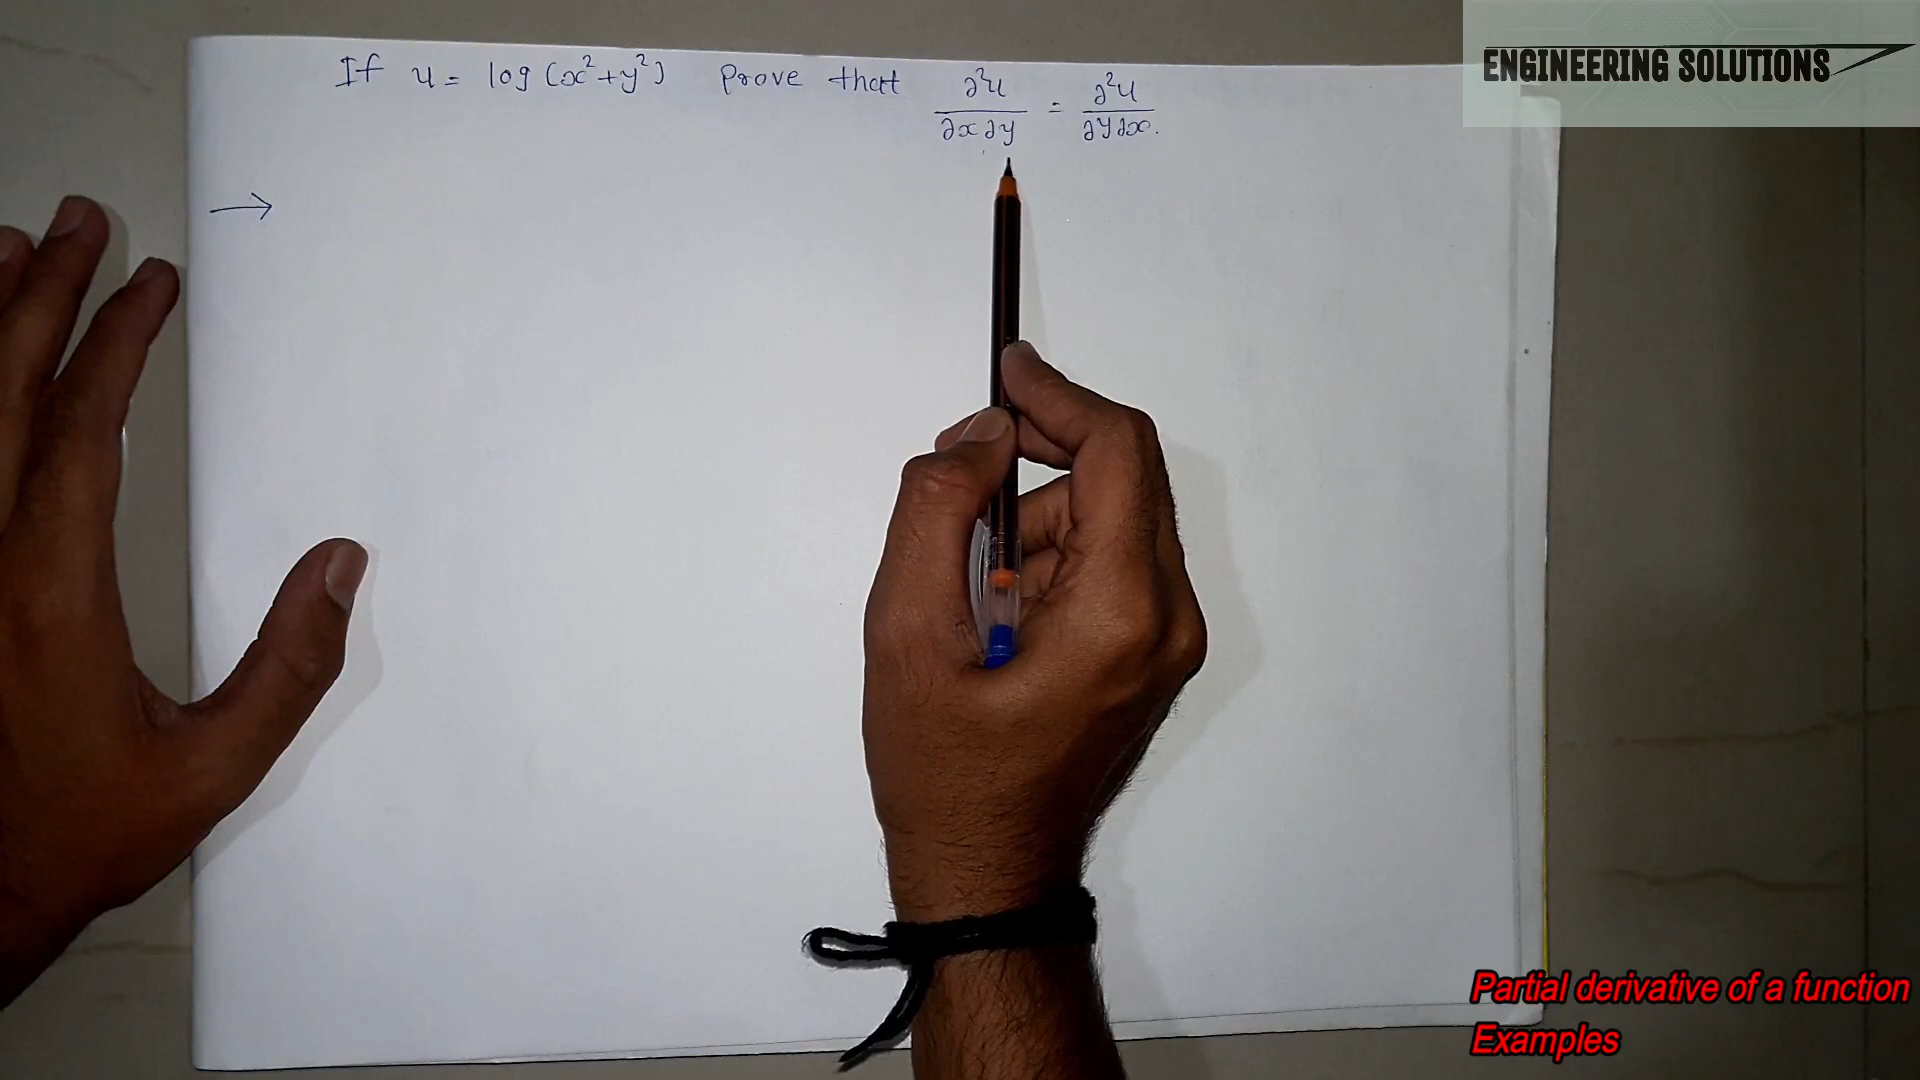 If u = log (x²+y²) Prove that ∂²u/∂x∂y = ∂²u/∂y∂x.
→
ENGINEERING SOLUTIONS
Partial derivative of a function
Examples